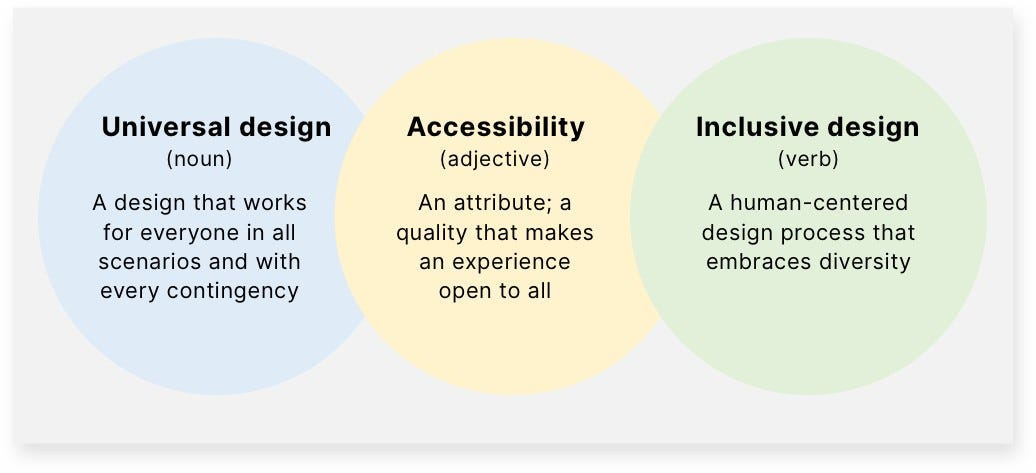 Universal design
(noun)
A design that works
for everyone in all
scenarios and with
every contingency
Accessibility
(adjective)
An attribute; a
quality that makes
an experience
open to all
Inclusive design
(verb)
A human-centered
design process that
embraces diversity